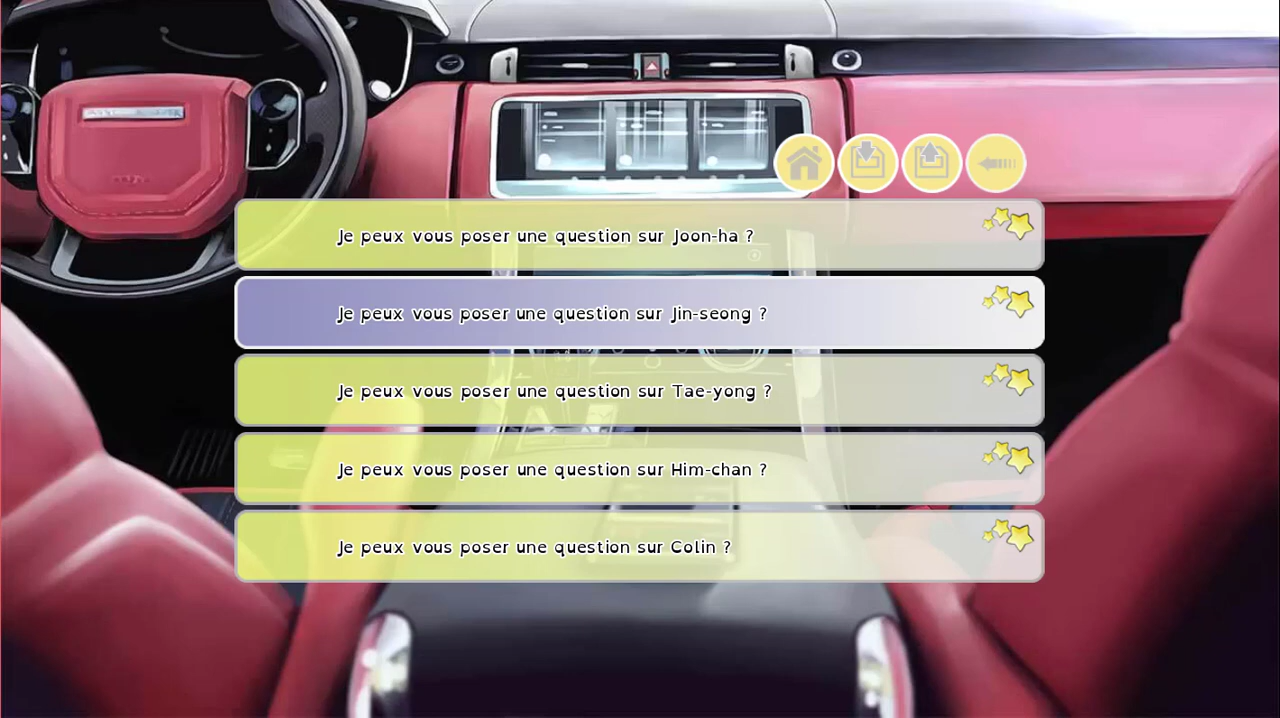 Je peux vous poser une question sur Joon-ha ?
Je peux vous poser une question sur Jin-seong ?
Je peux vous poser une question sur Tae-yong ?
Je peux vous poser une question sur Him-chan ?
Je peux vous poser une question sur Colin ?